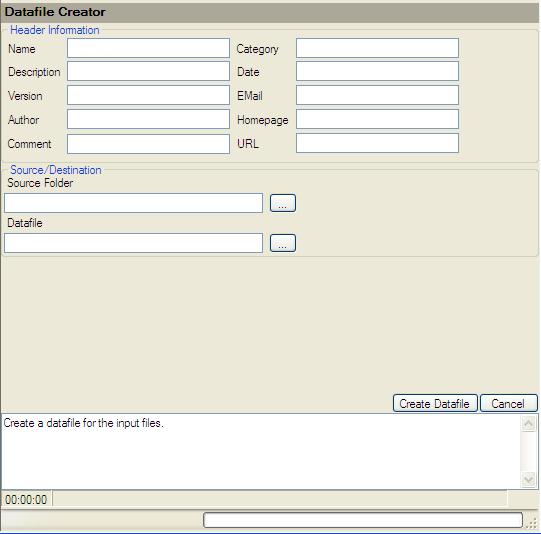 Datafile Creator
Header Information
Name Category
Description Date
Version EMail
Author Homepage
Comment URL
Source/Destination
Source Folder
...
Datafile
...
Create Datafile Cancel
Create a datafile for the input files.
00:00:00